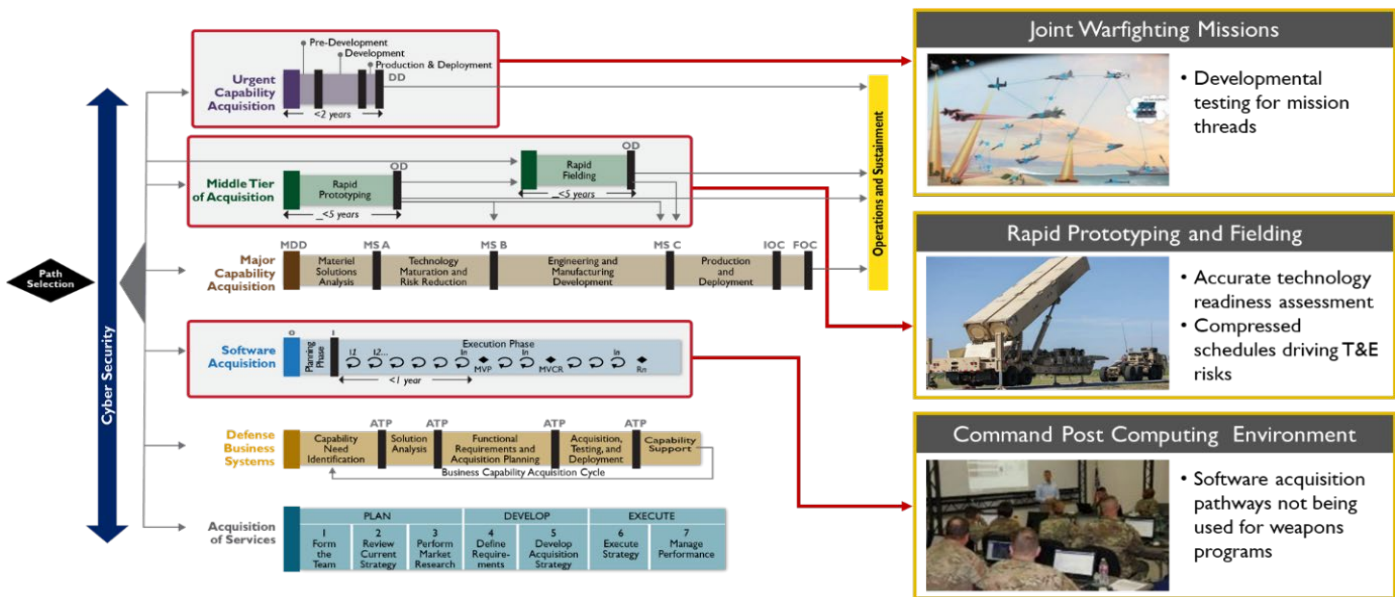 Pre-Development
Development
Production & Deployment
DD
Urgent
Capability
Acquisition
<2 years
OD
Rapid
Fielding
_<5 years
Middle Tier
of Acquisition
Rapid
Prototyping
OD
_<5 years
Operations and Sustainment
MDD
MS A
MS B
MS C
IOC
FOC
Major
Capability
Acquisition
Materiel
Solutions
Analysis
Technology
Maturation and
Risk Reduction
Engineering and
Manufacturing
Development
Production
and
Deployment
Path
Selection
Cyber Security
Software
Acquisition
0
Planning
Phase
1
Execution Phase
I1
I2...
In
In
In
MVP
MVCR
Rn
<1 year
Defense
Business
Systems
ATP
ATP
ATP
ATP
Capability
Need
Identification
Solution
Analysis
Functional
Requirements and
Acquisition Planning
Acquisition,
Testing, and
Deployment
Capability
Support
Business Capability Acquisition Cycle
Acquisition
of Services
PLAN
DEVELOP
EXECUTE
1
Form
the
Team
2
Review
Current
Strategy
3
Perform
Market
Research
4
Define
Require-
ments
5
Develop
Acquisition
Strategy
6
Execute
Strategy
7
Manage
Performance
Joint Warfighting Missions
• Developmental
testing for mission
threads
Rapid Prototyping and Fielding
• Accurate technology
readiness assessment
• Compressed
schedules driving T&E
risks
Command Post Computing Environment
• Software acquisition
pathways not being
used for weapons
programs